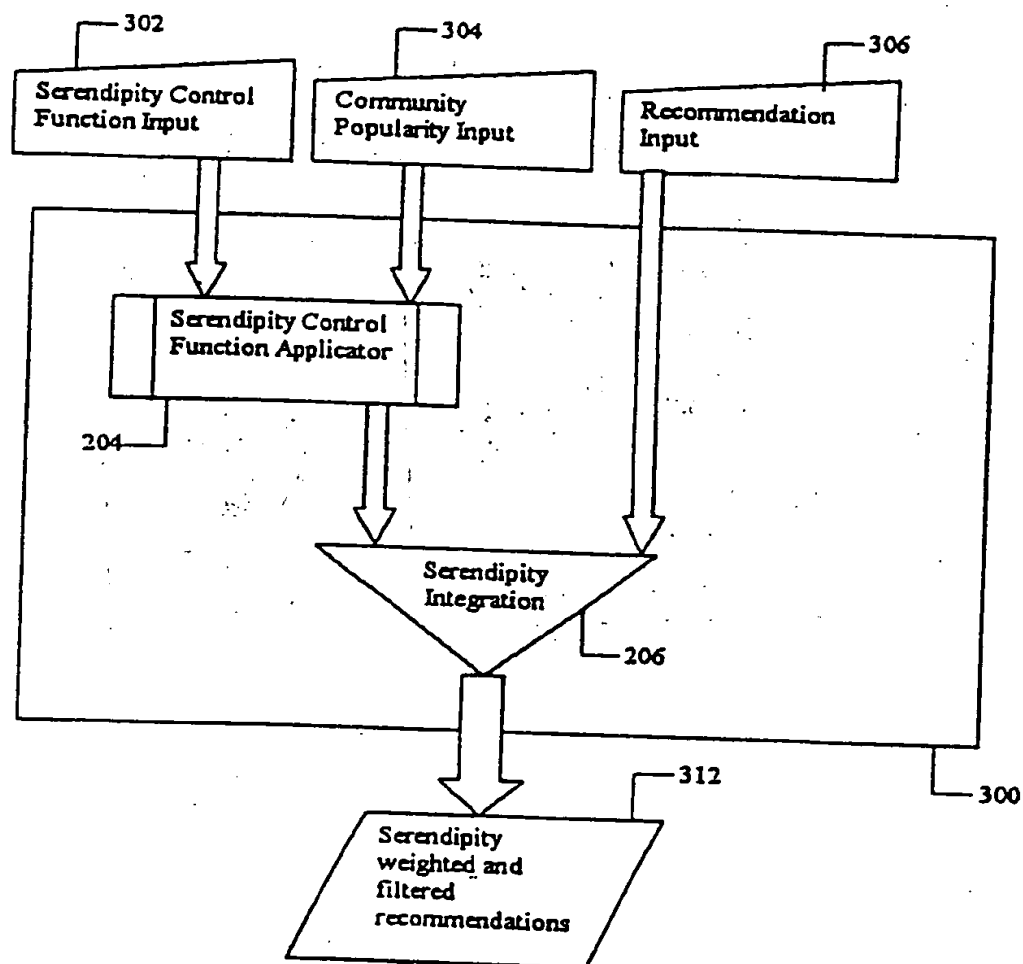 302
304
306
Serendipity Control
Function Input
Community
Popularity Input
Recommendation
Input
Serendipity Control
Function Applicator
204
Serendipity
Integration
206
300
312
Serendipity
weighted and
filtered
recommendations